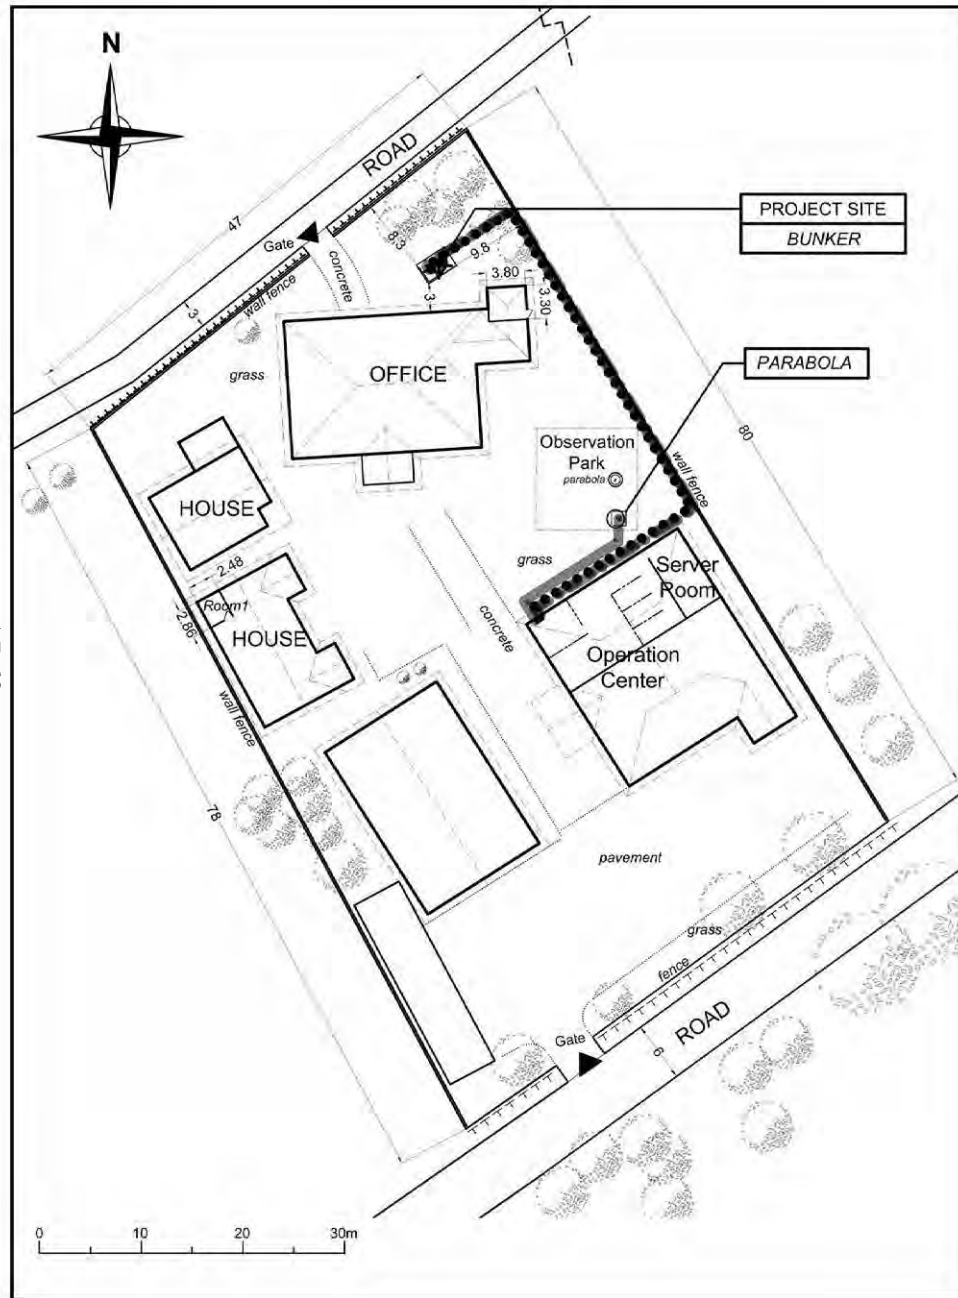 N
ROAD
47
Gate
8.3
PROJECT SITE
BUNKER
9.8
concrete
wall fence
3.80
3
3.30
3
PARABOLA
OFFICE
grass
80
Observation
Park
parabola
wall fence
HOUSE
grass
2.48
Server
Room
Room1
2.86
HOUSE
concrete
Operation
Center
wall fence
78
pavement
grass
fence
ROAD
Gate
6
0 10 20 30m